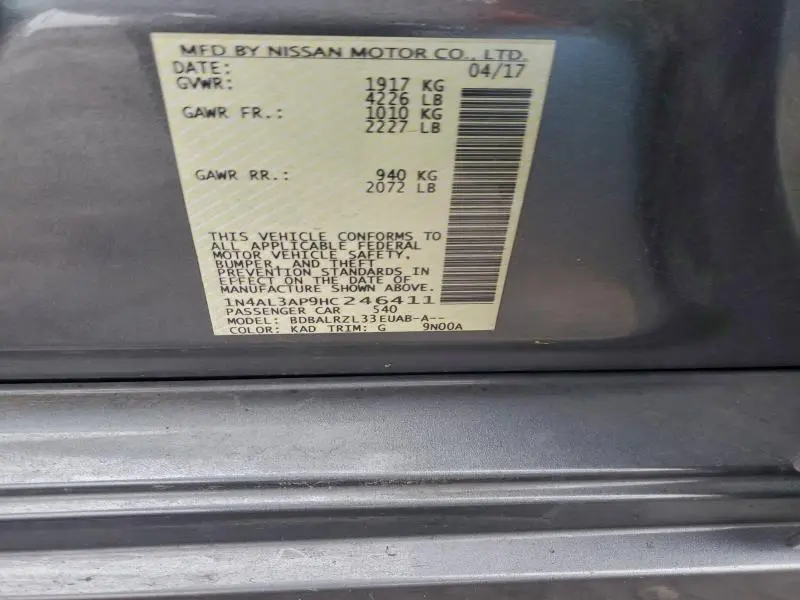 MFD BY NISSAN MOTOR CO., LTD.
DATE: 04/17
GVWR: 1917 KG
4226 LB
GAWR FR.: 1010 KG
2227 LB
GAWR RR.: 940 KG
2072 LB
THIS VEHICLE CONFORMS TO
ALL APPLICABLE FEDERAL
MOTOR VEHICLE SAFETY,
BUMPER, AND THEFT
PREVENTION STANDARDS IN
EFFECT ON THE DATE OF
MANUFACTURE SHOWN ABOVE.
1N4AL3AP9HC246411
PASSENGER CAR S40
MODEL: BDBALRZL33EUAB-A--
COLOR: KAD TRIM: G 9N00A